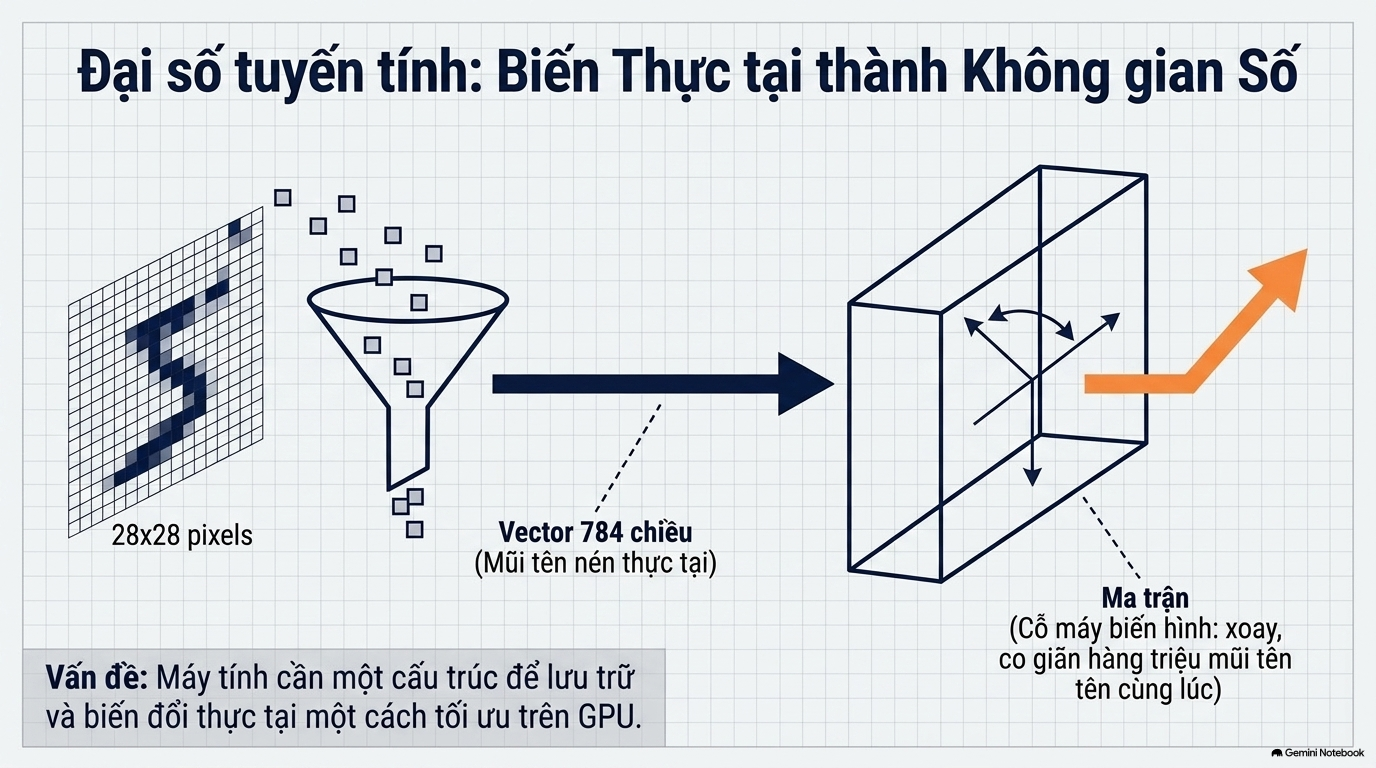 Đại số tuyến tính: Biến Thực tại thành Không gian Số
28x28 pixels
Vector 784 chiều
(Mũi tên nén thực tại)
Ma trận
(Cỗ máy biến hình: xoay,
co giãn hàng triệu mũi tên
tên cùng lúc)
Vấn đề: Máy tính cần một cấu trúc để lưu trữ
và biến đổi thực tại một cách tối ưu trên GPU.
Gemini Notebook